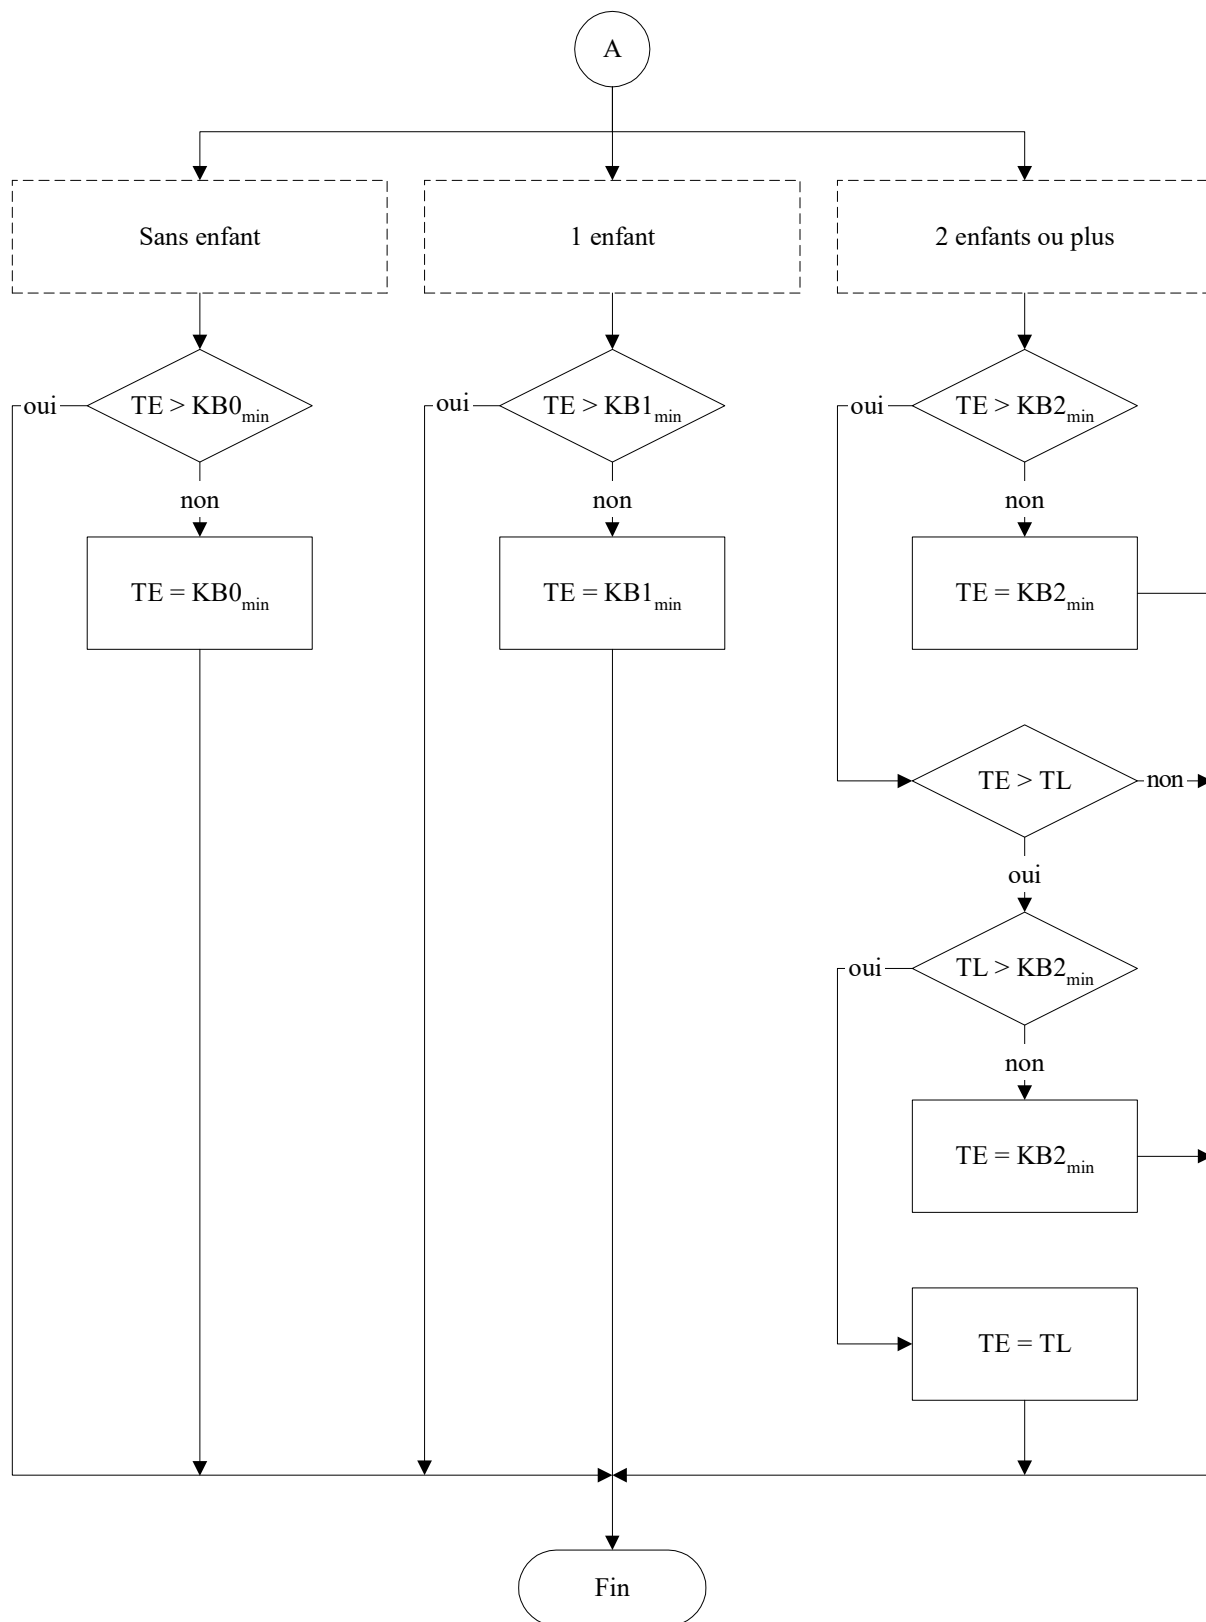 A
Sans enfant
1 enfant
2 enfants ou plus
oui
TE > KB0min
oui
TE > KB1min
oui
TE > KB2min
non
non
non
TE = KB0min
TE = KB1min
TE = KB2min
TE > TL
non
oui
oui
TL > KB2min
non
TE = KB2min
TE = TL
Fin